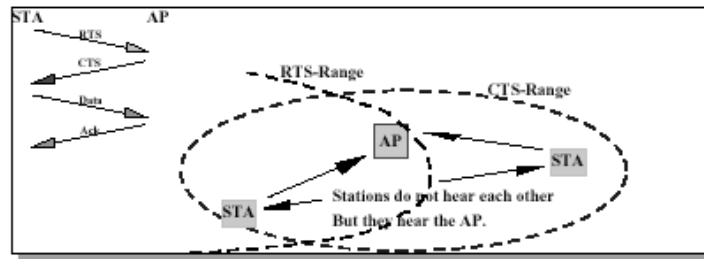 STA AP
RTS
CTS
Data
Ack
RTS-Range
CTS-Range
AP
STA
STA
Stations do not hear each other
But they hear the AP.